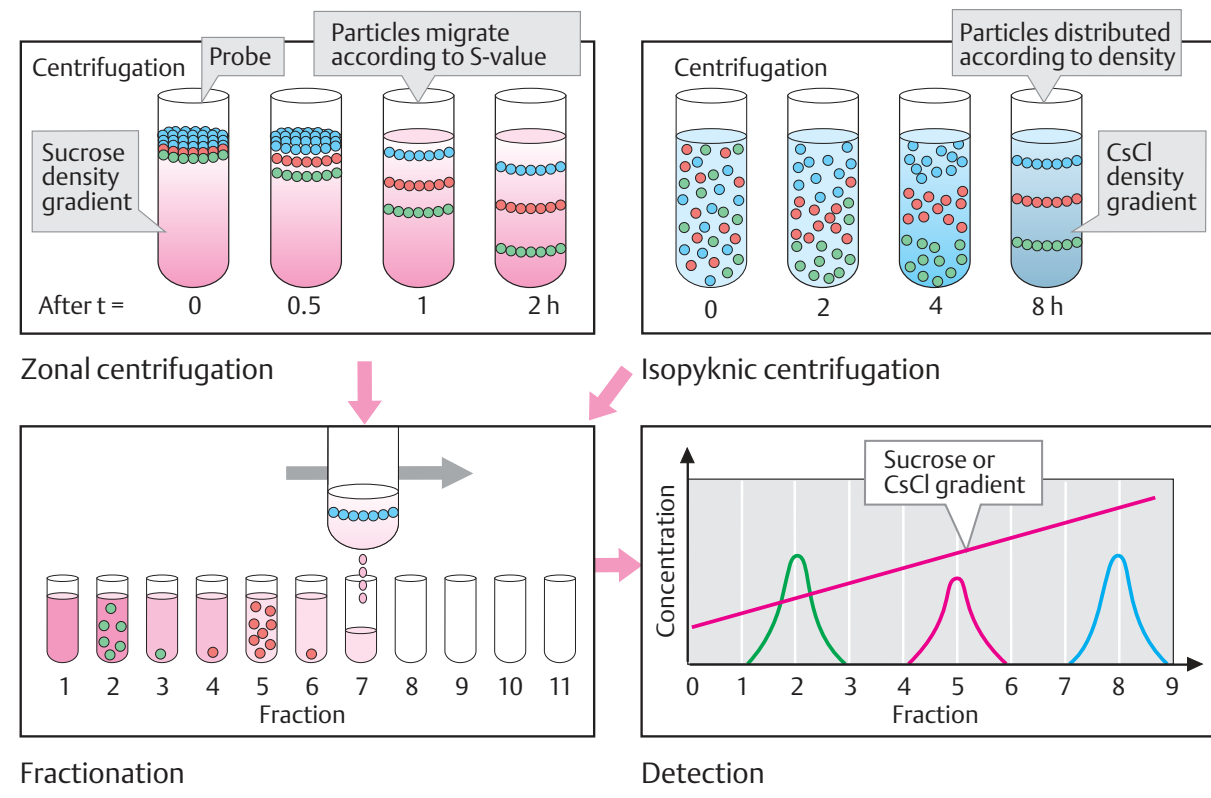 Centrifugation
Probe
Particles migrate
according to S-value
Sucrose
density
gradient
After t =
0
0.5
1
2 h
Zonal centrifugation
Centrifugation
Particles distributed
according to density
CsCl
density
gradient
0
2
4
8 h
Isopyknic centrifugation
1
2
3
4
5
6
7
8
9
10
11
Fraction
Fractionation
Concentration
Sucrose or
CsCl gradient
0
1
2
3
4
5
6
7
8
9
Fraction
Detection